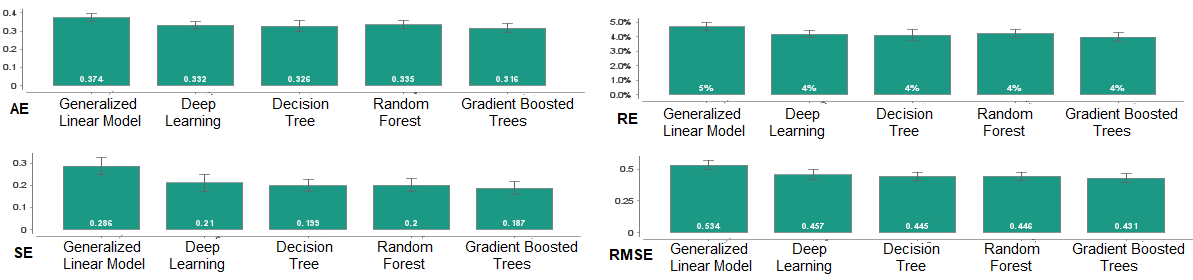 0.4
0.3
0.2
0.1
0
0.374 0.332 0.326 0.335 0.316
AE
Generalized Linear Model
Deep Learning
Decision Tree
Random Forest
Gradient Boosted Trees
5.0%
4.0%
3.0%
2.0%
1.0%
0.0%
5% 4% 4% 4% 4%
RE
Generalized Linear Model
Deep Learning
Decision Tree
Random Forest
Gradient Boosted Trees
0.3
0.2
0.1
0
0.286 0.21 0.199 0.2 0.187
SE
Generalized Linear Model
Deep Learning
Decision Tree
Random Forest
Gradient Boosted Trees
0.5
0.25
0
0.534 0.457 0.445 0.446 0.431
RMSE
Generalized Linear Model
Deep Learning
Decision Tree
Random Forest
Gradient Boosted Trees